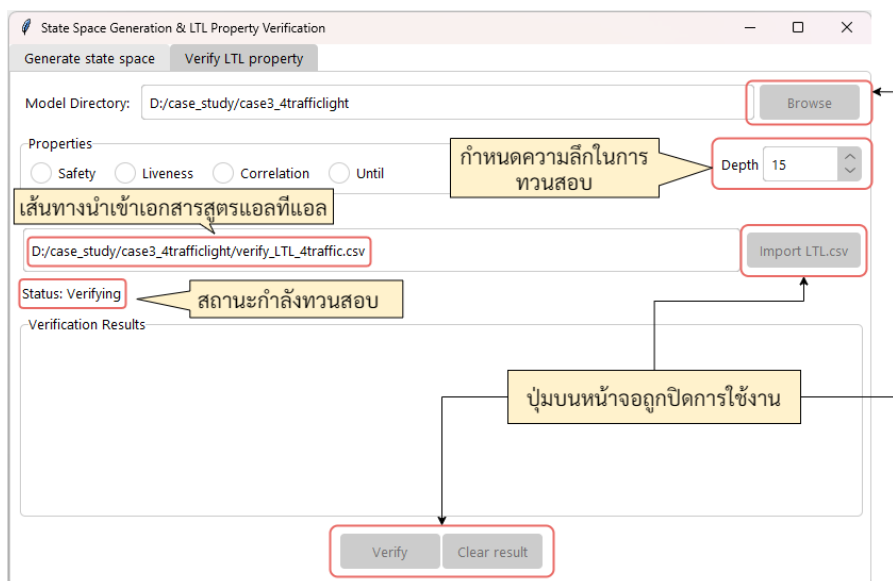 State Space Generation & LTL Property Verification
Generate state space Verify LTL property
Model Directory: D:/case_study/case3_4trafficlight Browse
Properties
Safety Liveness Correlation Until
กำหนดความลึกในการ
ทวนสอบ
Depth 15
เส้นทางนำเข้าเอกสารสูตรแอลทีแอล
D:/case_study/case3_4trafficlight/verify_LTL_4traffic.csv Import LTL.csv
Status: Verifying
สถานะกำลังทวนสอบ
Verification Results
ปุ่มบนหน้าจอถูกปิดการใช้งาน
Verify Clear result